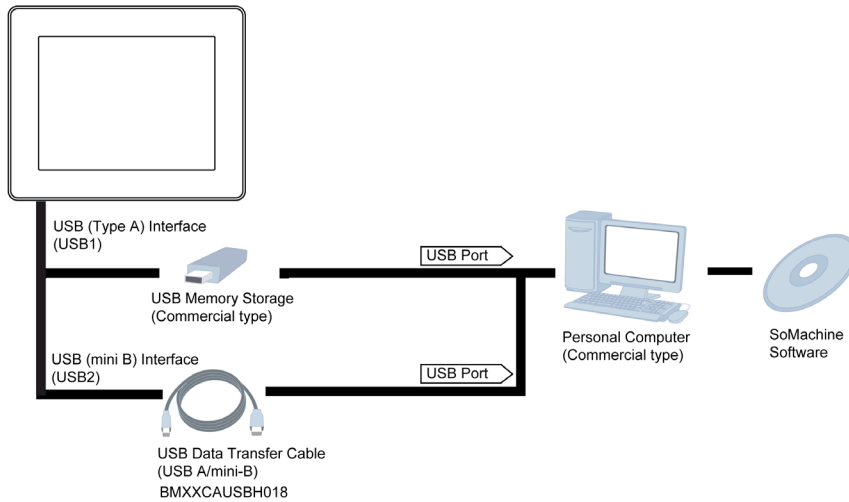 USB (Type A) Interface
(USB1)
USB Port
USB Memory Storage
(Commercial type)
Personal Computer
(Commercial type)
SoMachine
Software
USB (mini B) Interface
(USB2)
USB Port
USB Data Transfer Cable
(USB A/mini-B)
BMXXCAUSBH018